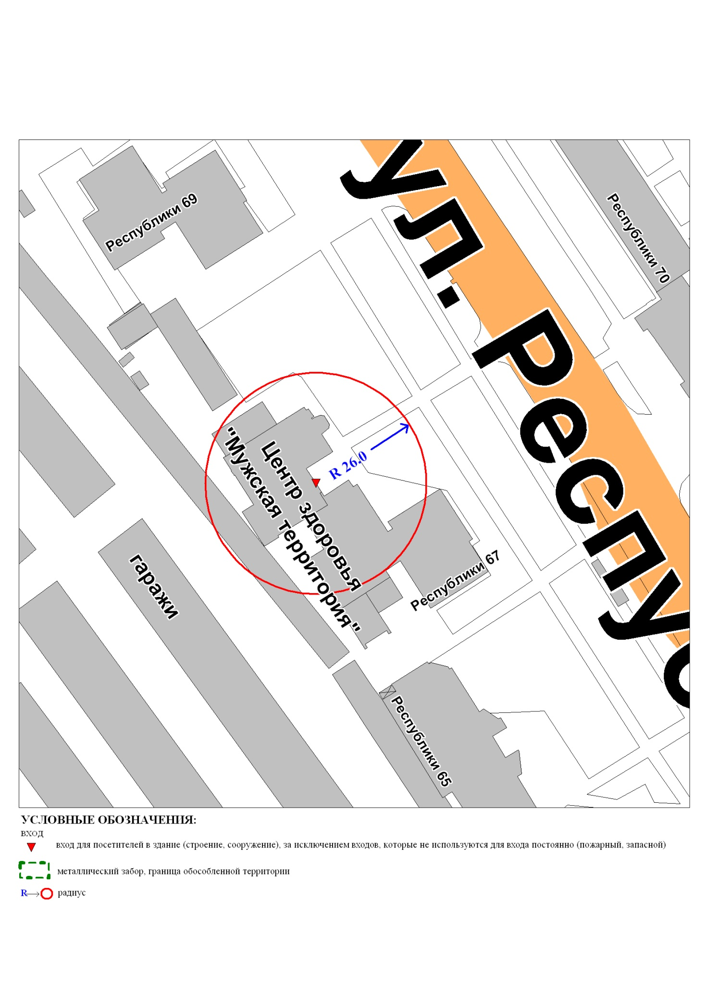 ул. Респуб
Республики 69
Республики 70
R 26.0
Центр здоровья
"Мужская территория"
Республики 67
гаражи
Республики 65
УСЛОВНЫЕ ОБОЗНАЧЕНИЯ:
вход
вход для посетителей в здание (строение, сооружение), за исключением входов, которые не используются для входа постоянно (пожарный, запасной)
металлический забор, граница обособленной территории
R радиус